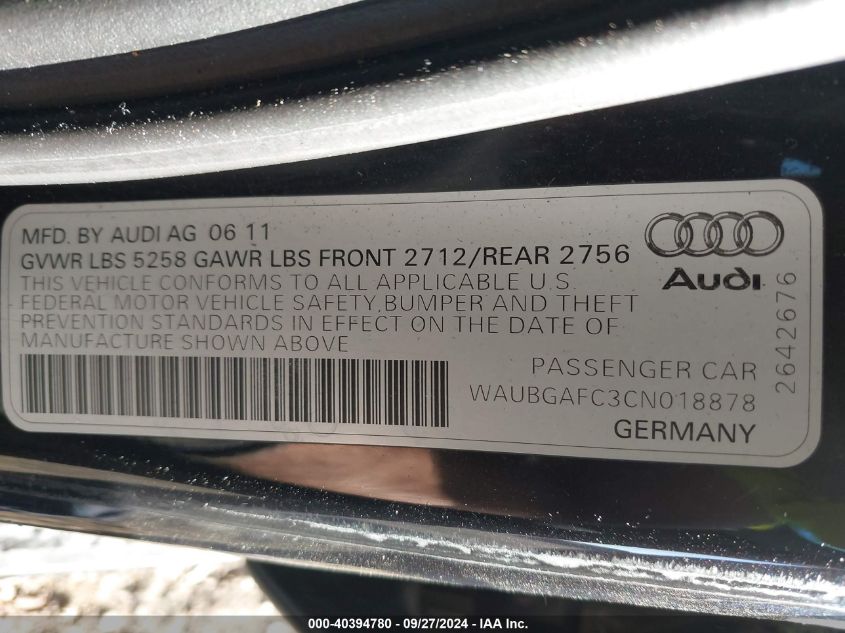 MFD. BY AUDI AG 06 11
GVWR LBS 5258 GAWR LBS FRONT 2712/REAR 2756
THIS VEHICLE CONFORMS TO ALL APPLICABLE U.S.
FEDERAL MOTOR VEHICLE SAFETY,BUMPER AND THEFT
PREVENTION STANDARDS IN EFFECT ON THE DATE OF
MANUFACTURE SHOWN ABOVE
Audi
PASSENGER CAR
WAUBGAFC3CN018878
GERMANY
2642676
000-40394780 - 09/27/2024 - IAA Inc.